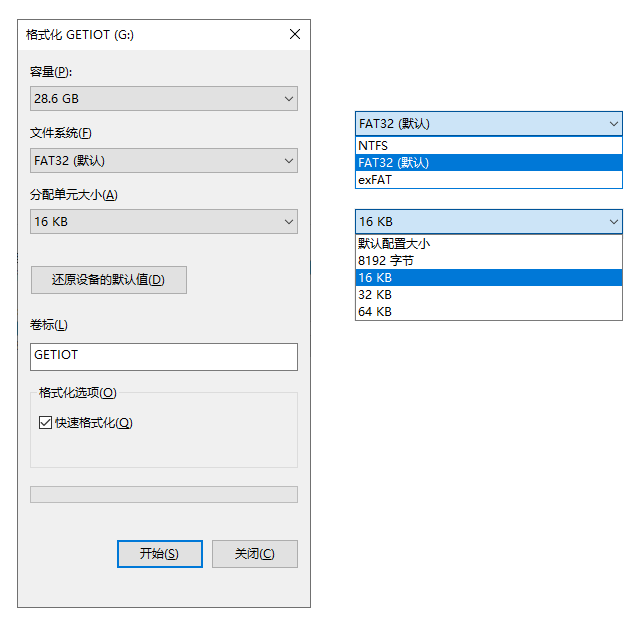 格式化 GETIOT (G:)
容量(P):
28.6 GB
文件系统(F)
FAT32 (默认)
分配单元大小(A)
16 KB
还原设备的默认值(D)
卷标(L)
GETIOT
格式化选项(O)
快速格式化(Q)
开始(S)
关闭(C)
FAT32 (默认)
NTFS
FAT32 (默认)
exFAT
16 KB
默认配置大小
8192 字节
16 KB
32 KB
64 KB